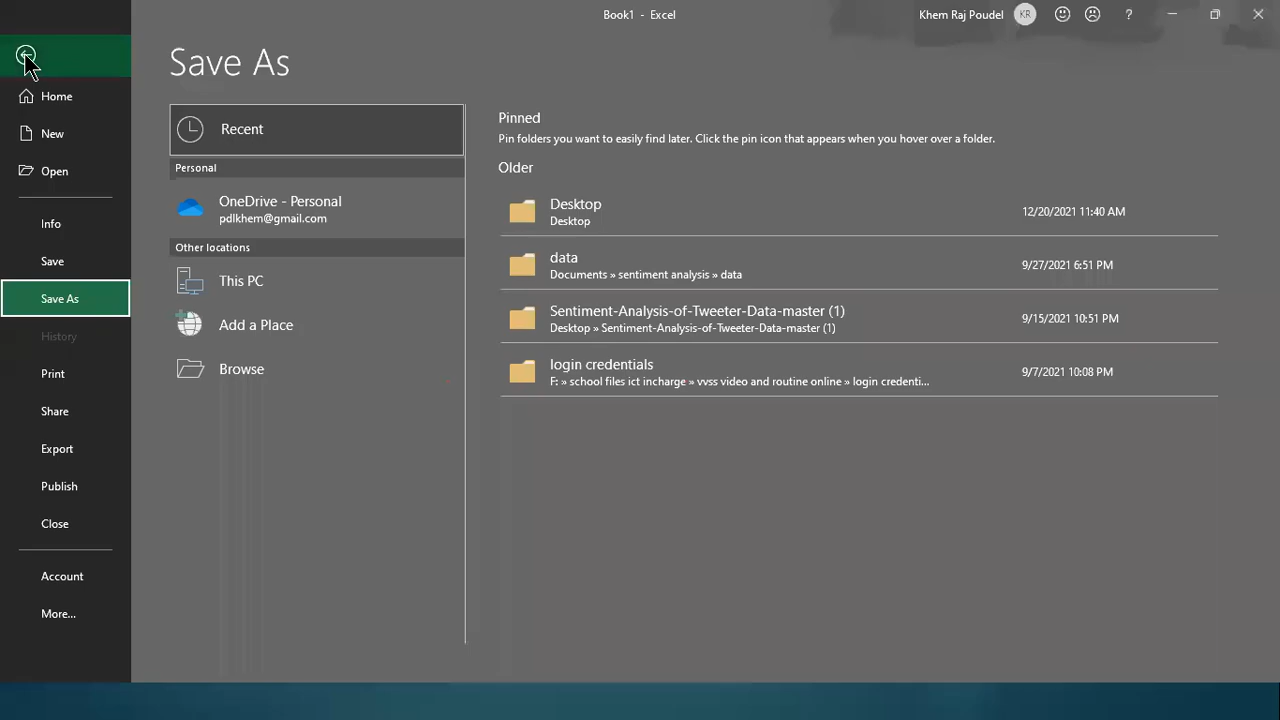 Book1 - Excel
Khem Raj Poudel
KR
?
Home
New
Open
Info
Save
Save As
History
Print
Share
Export
Publish
Close
Account
More...
Save As
Recent
Personal
OneDrive - Personal
pdlkhem@gmail.com
Other locations
This PC
Add a Place
Browse
Pinned
Pin folders you want to easily find later. Click the pin icon that appears when you hover over a folder.
Older
Desktop
Desktop
12/20/2021 11:40 AM
data
Documents » sentiment analysis » data
9/27/2021 6:51 PM
Sentiment-Analysis-of-Tweeter-Data-master (1)
Desktop » Sentiment-Analysis-of-Tweeter-Data-master (1)
9/15/2021 10:51 PM
login credentials
F: » school files ict incharge » vvss video and routine online » login credenti...
9/7/2021 10:08 PM